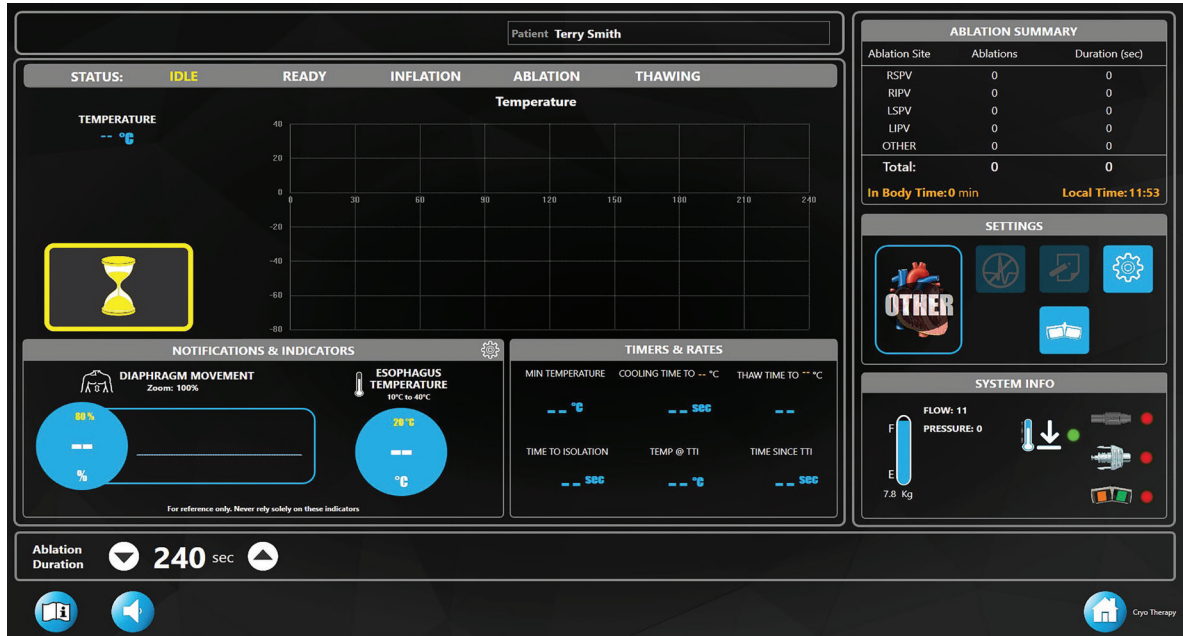 Patient Terry Smith
STATUS: IDLE READY INFLATION ABLATION THAWING
TEMPERATURE
-- °C
Temperature
40
20
0
-20
-40
-60
-80
0 30 60 90 120 150 180 210 240
NOTIFICATIONS & INDICATORS
DIAPHRAGM MOVEMENT
Zoom: 100%
80 %
--
%
ESOPHAGUS
TEMPERATURE
10°C to 40°C
20 °C
--
°C
For reference only. Never rely solely on these indicators
TIMERS & RATES
MIN TEMPERATURE COOLING TIME TO -- °C THAW TIME TO -- °C
-- °C -- sec --
TIME TO ISOLATION TEMP @ TTI TIME SINCE TTI
-- sec -- °C -- sec
ABLATION SUMMARY
Ablation Site Ablations Duration (sec)
RSPV 0 0
RIPV 0 0
LSPV 0 0
LIPV 0 0
OTHER 0 0
Total: 0 0
In Body Time: 0 min Local Time: 11:53
SETTINGS
OTHER
SYSTEM INFO
F
E
7.8 Kg
FLOW: 11
PRESSURE: 0
Ablation
Duration
240 sec
i
Cryo Therapy